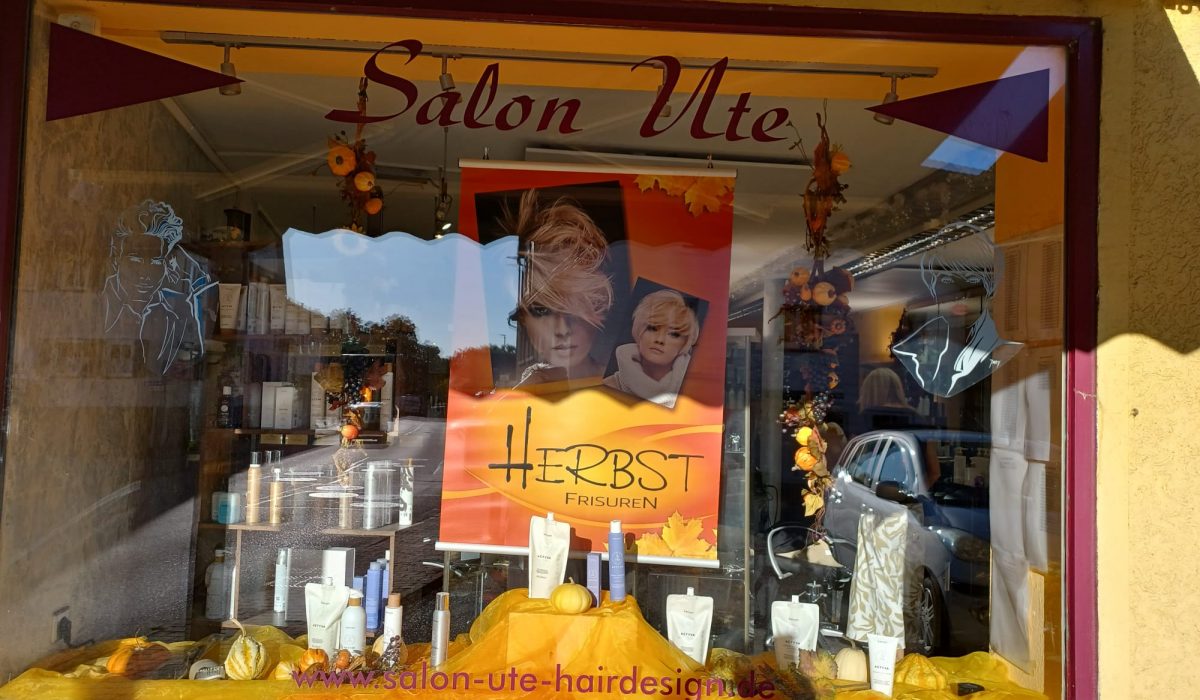 Salon Ute
HERBST
FRISUREN
www.salon-ute-hairdesign.de